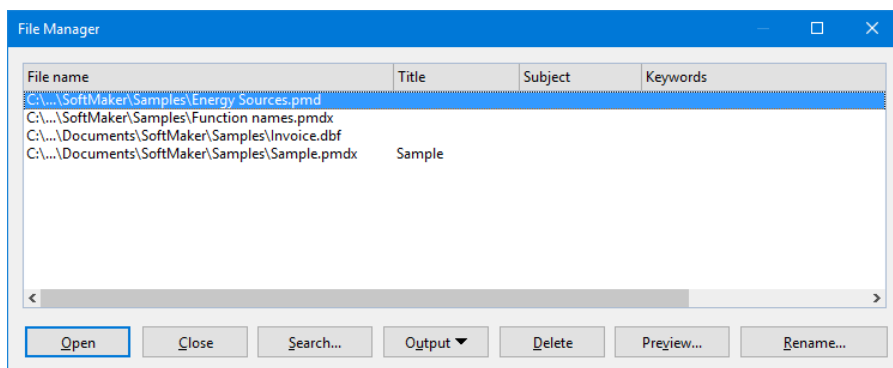 File Manager
File name Title Subject Keywords
C:\...\SoftMaker\Samples\Energy Sources.pmd
C:\...\SoftMaker\Samples\Function names.pmdx
C:\...\Documents\SoftMaker\Samples\Invoice.dbf
C:\...\Documents\SoftMaker\Samples\Sample.pmdx Sample
Open Close Search... Output Delete Preview... Rename...